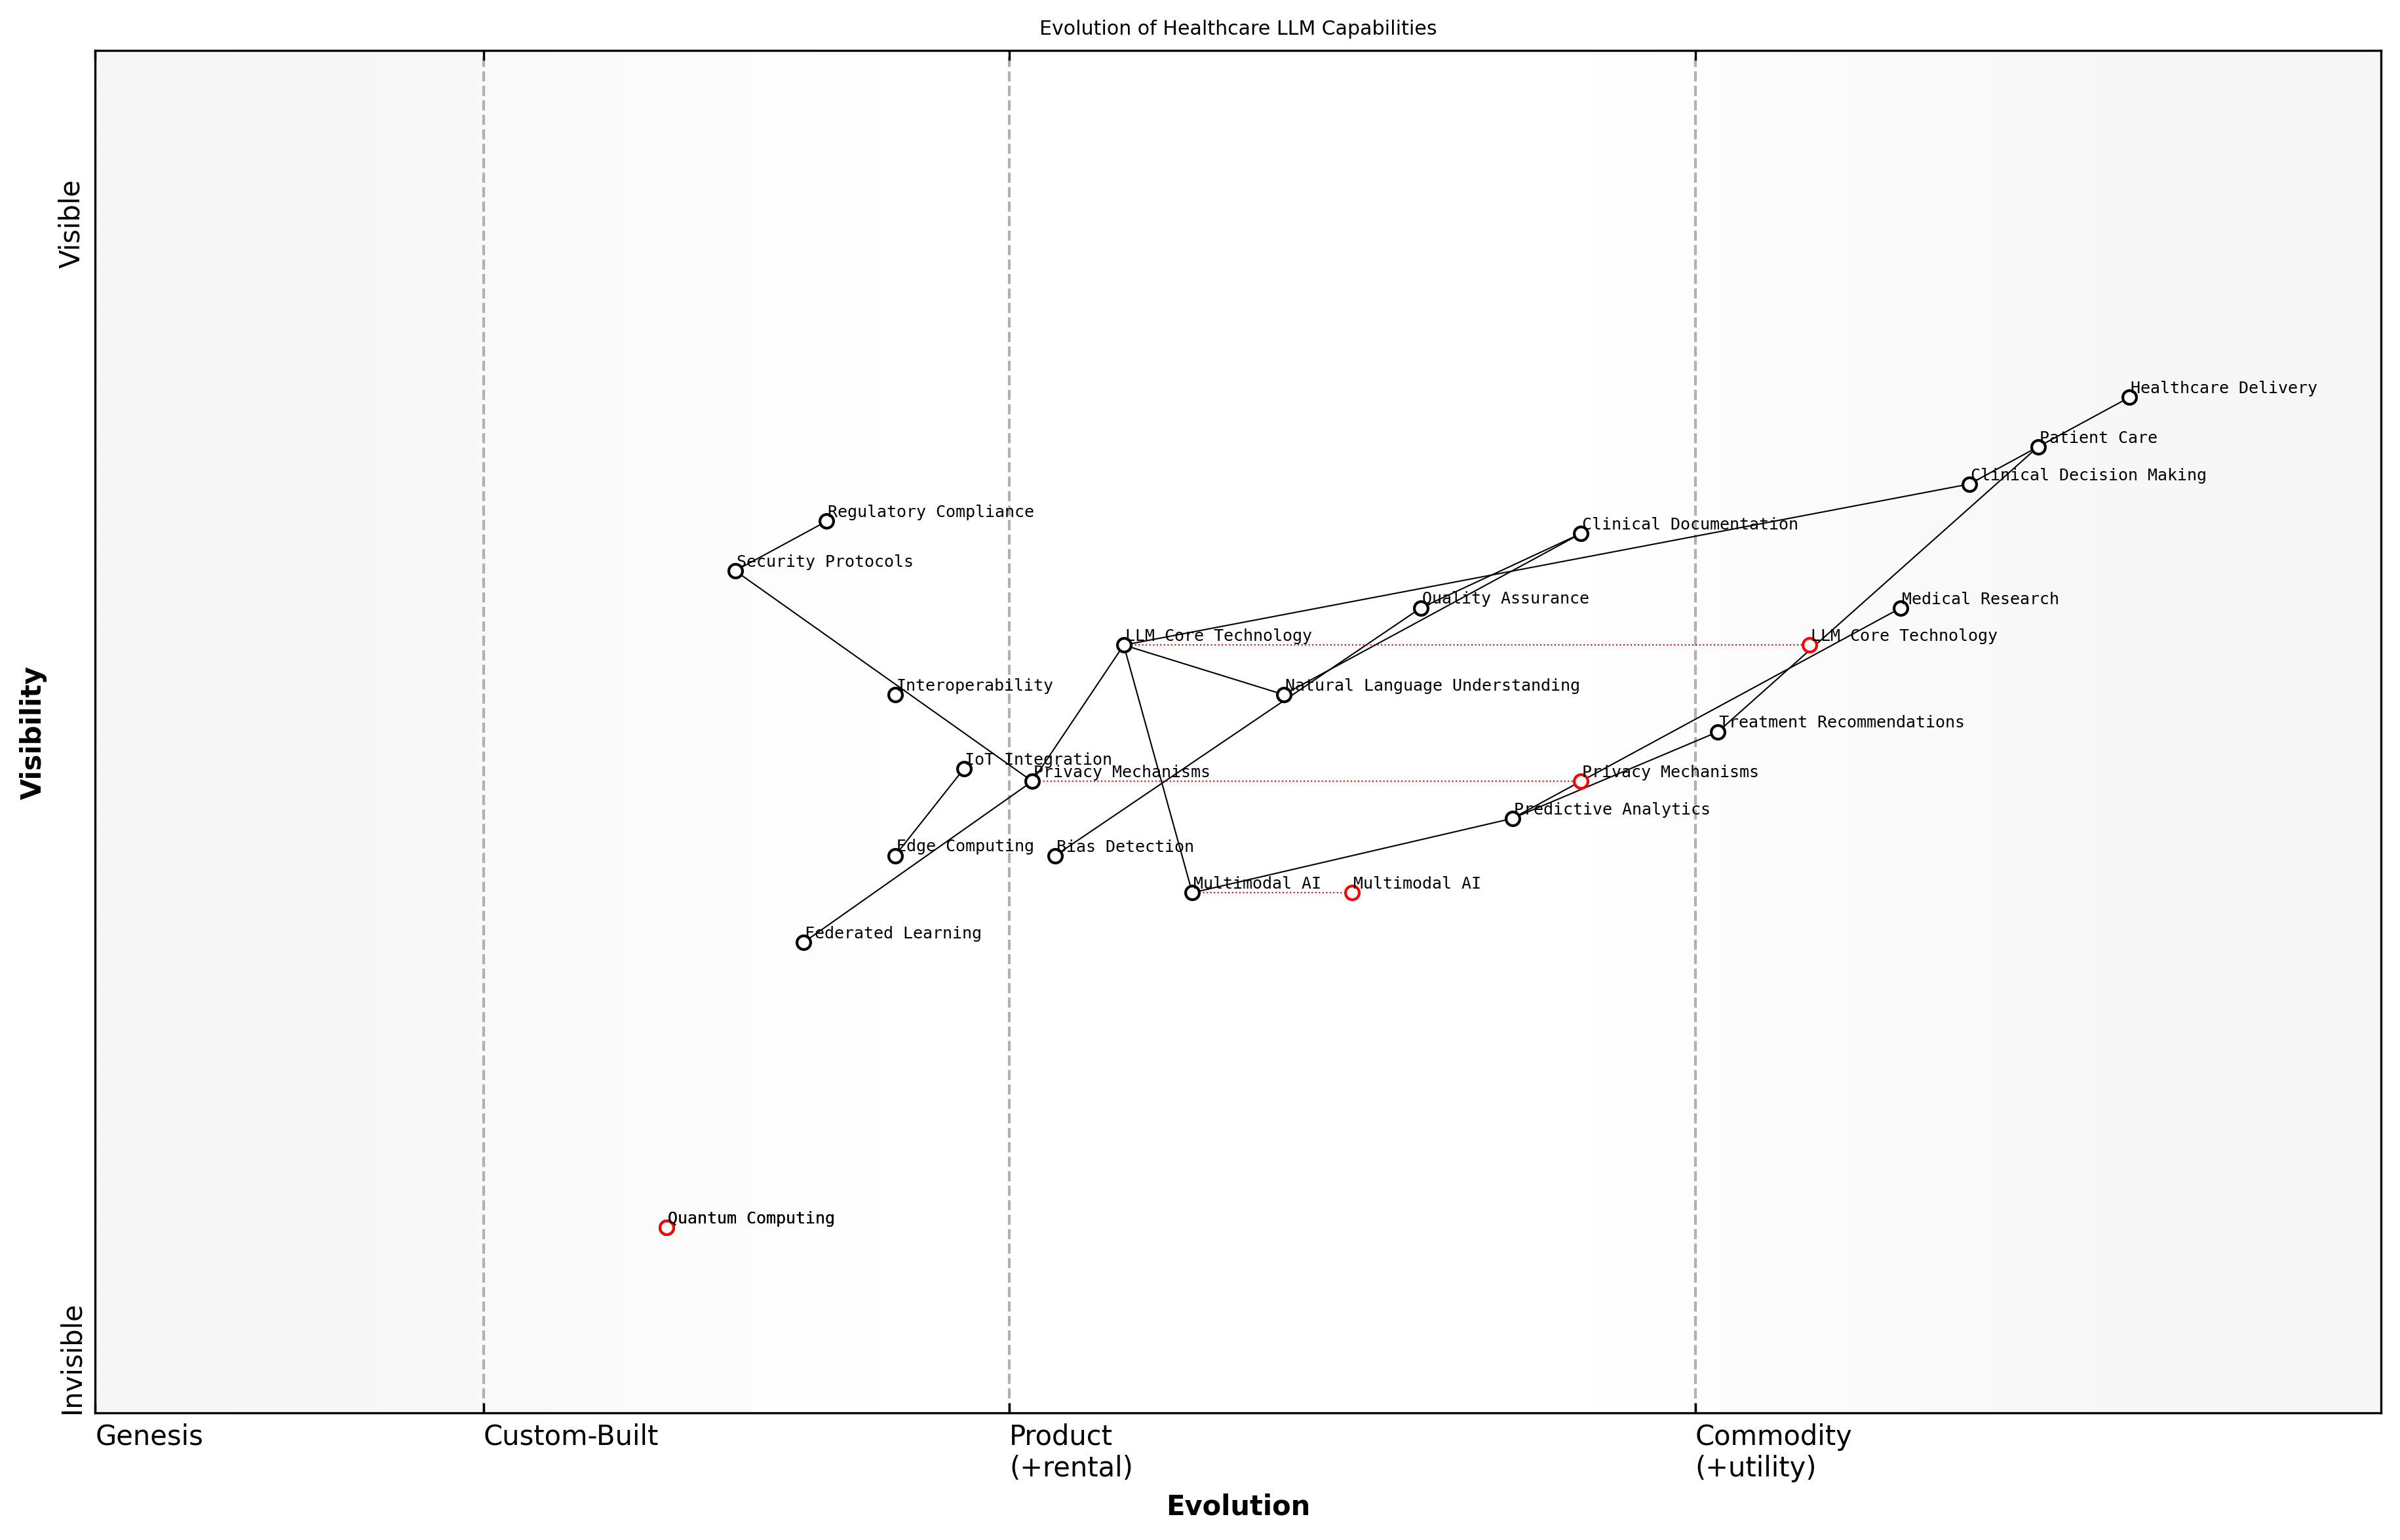 Evolution of Healthcare LLM Capabilities
Visible
Healthcare Delivery
Patient Care
Clinical Decision Making
Regulatory Compliance
Clinical Documentation
Security Protocols
Quality Assurance
Medical Research
LLM Core Technology
LLM Core Technology
Interoperability
Natural Language Understanding
Treatment Recommendations
Visibility
IoT Integration
Privacy Mechanisms
Privacy Mechanisms
Predictive Analytics
Edge Computing
Bias Detection
Multimodal AI
Multimodal AI
Federated Learning
Quantum Computing
Invisible
Genesis
Custom-Built
Product
(+rental)
Commodity
(+utility)
Evolution